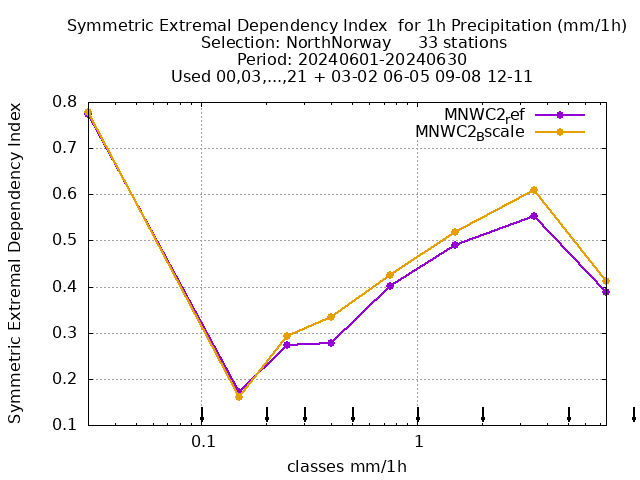 Symmetric Extremal Dependency Index  for 1h Precipitation (mm/1h)
Selection: NorthNorway     33 stations
Period: 20240601-20240630
Used 00,03,...,21 + 03-02 06-05 09-08 12-11
MNWC2ref
MNWC2Bscale
Symmetric Extremal Dependency Index
0.8
0.7
0.6
0.5
0.4
0.3
0.2
0.1
0.1
1
classes mm/1h